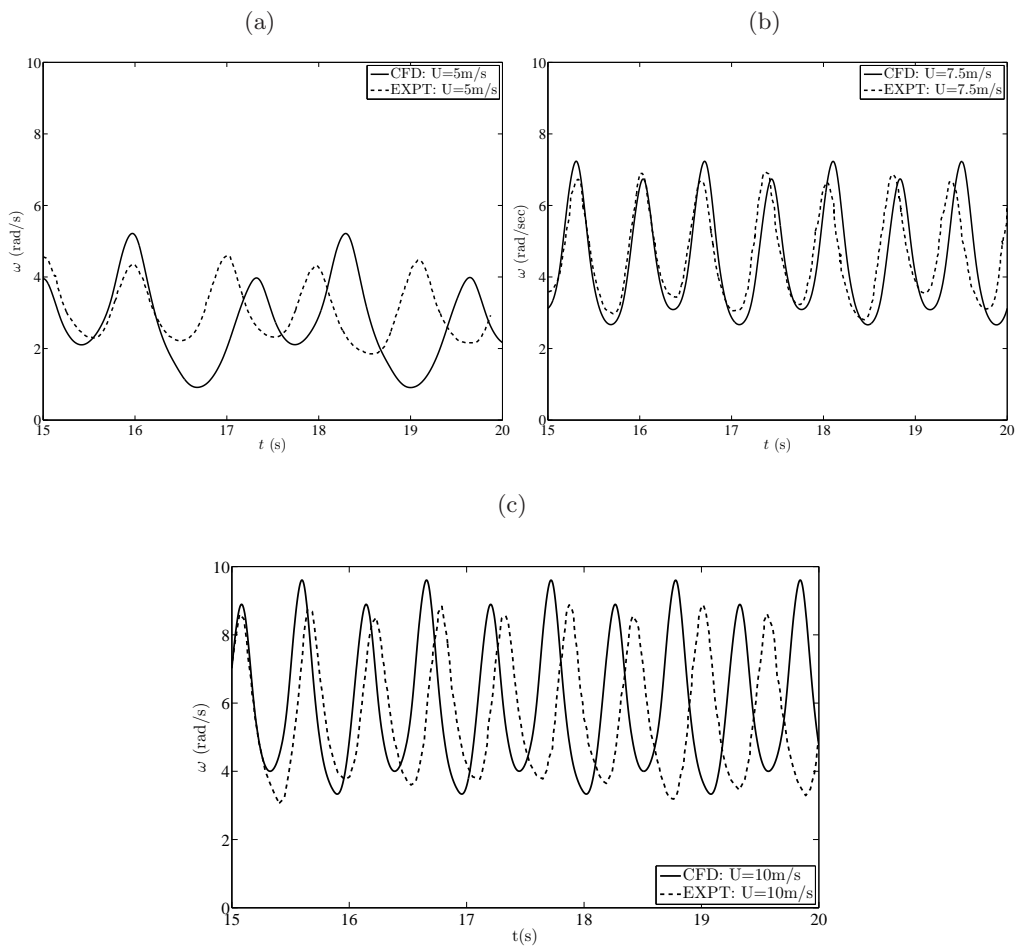 (a)
10
8
6
4
2
0
ω (rad/s)
CFD: U=5m/s
EXPT: U=5m/s
15 16 17 18 19 20
t (s)
(b)
10
8
6
4
2
0
ω (rad/sec)
CFD: U=7.5m/s
EXPT: U=7.5m/s
15 16 17 18 19 20
t (s)
(c)
10
8
6
4
2
0
ω (rad/s)
CFD: U=10m/s
EXPT: U=10m/s
15 16 17 18 19 20
t(s)